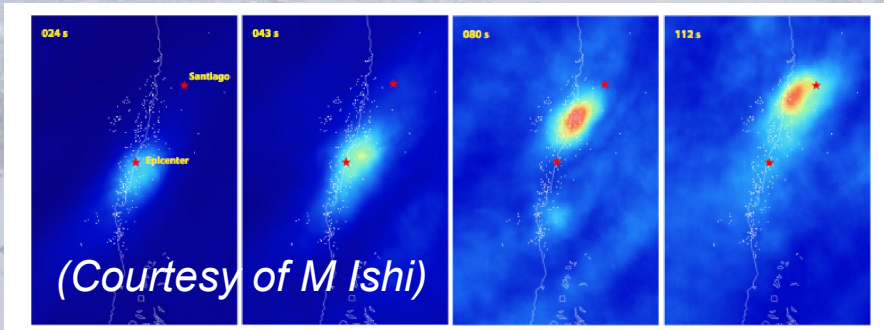 024 s
Santiago
Epicenter
043 s
080 s
112 s
(Courtesy of M Ishi)